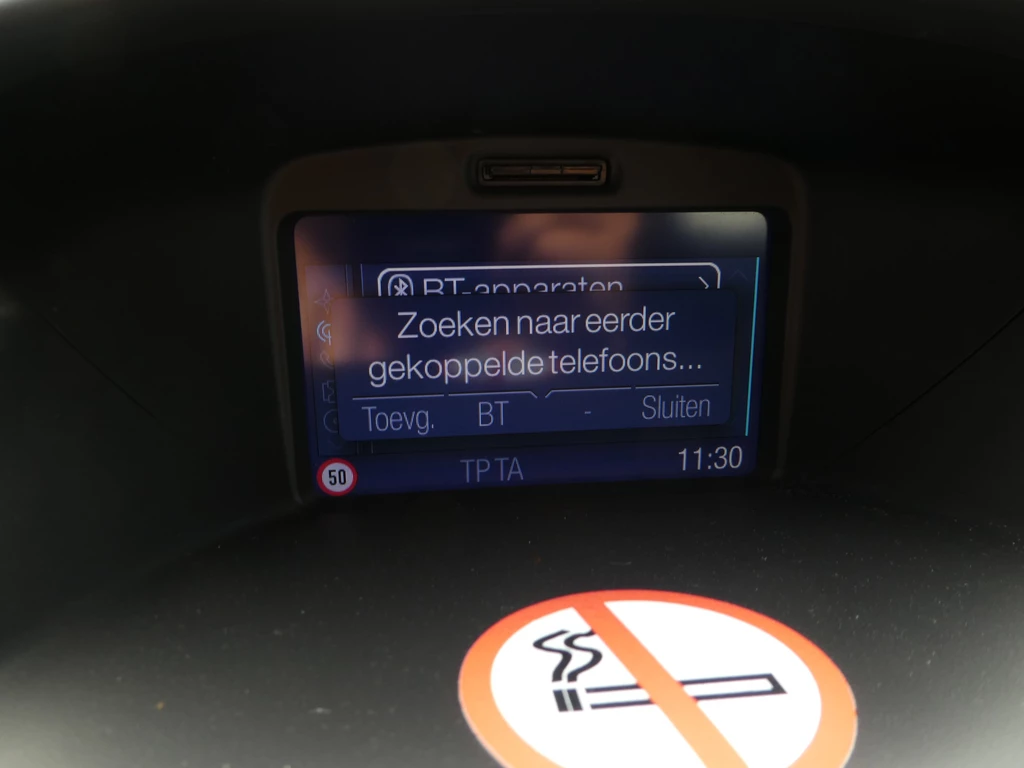 BT-apparaten
Zoeken naar eerder
gekoppelde telefoons...
Toevg. BT - Sluiten
50 TP TA 11:30